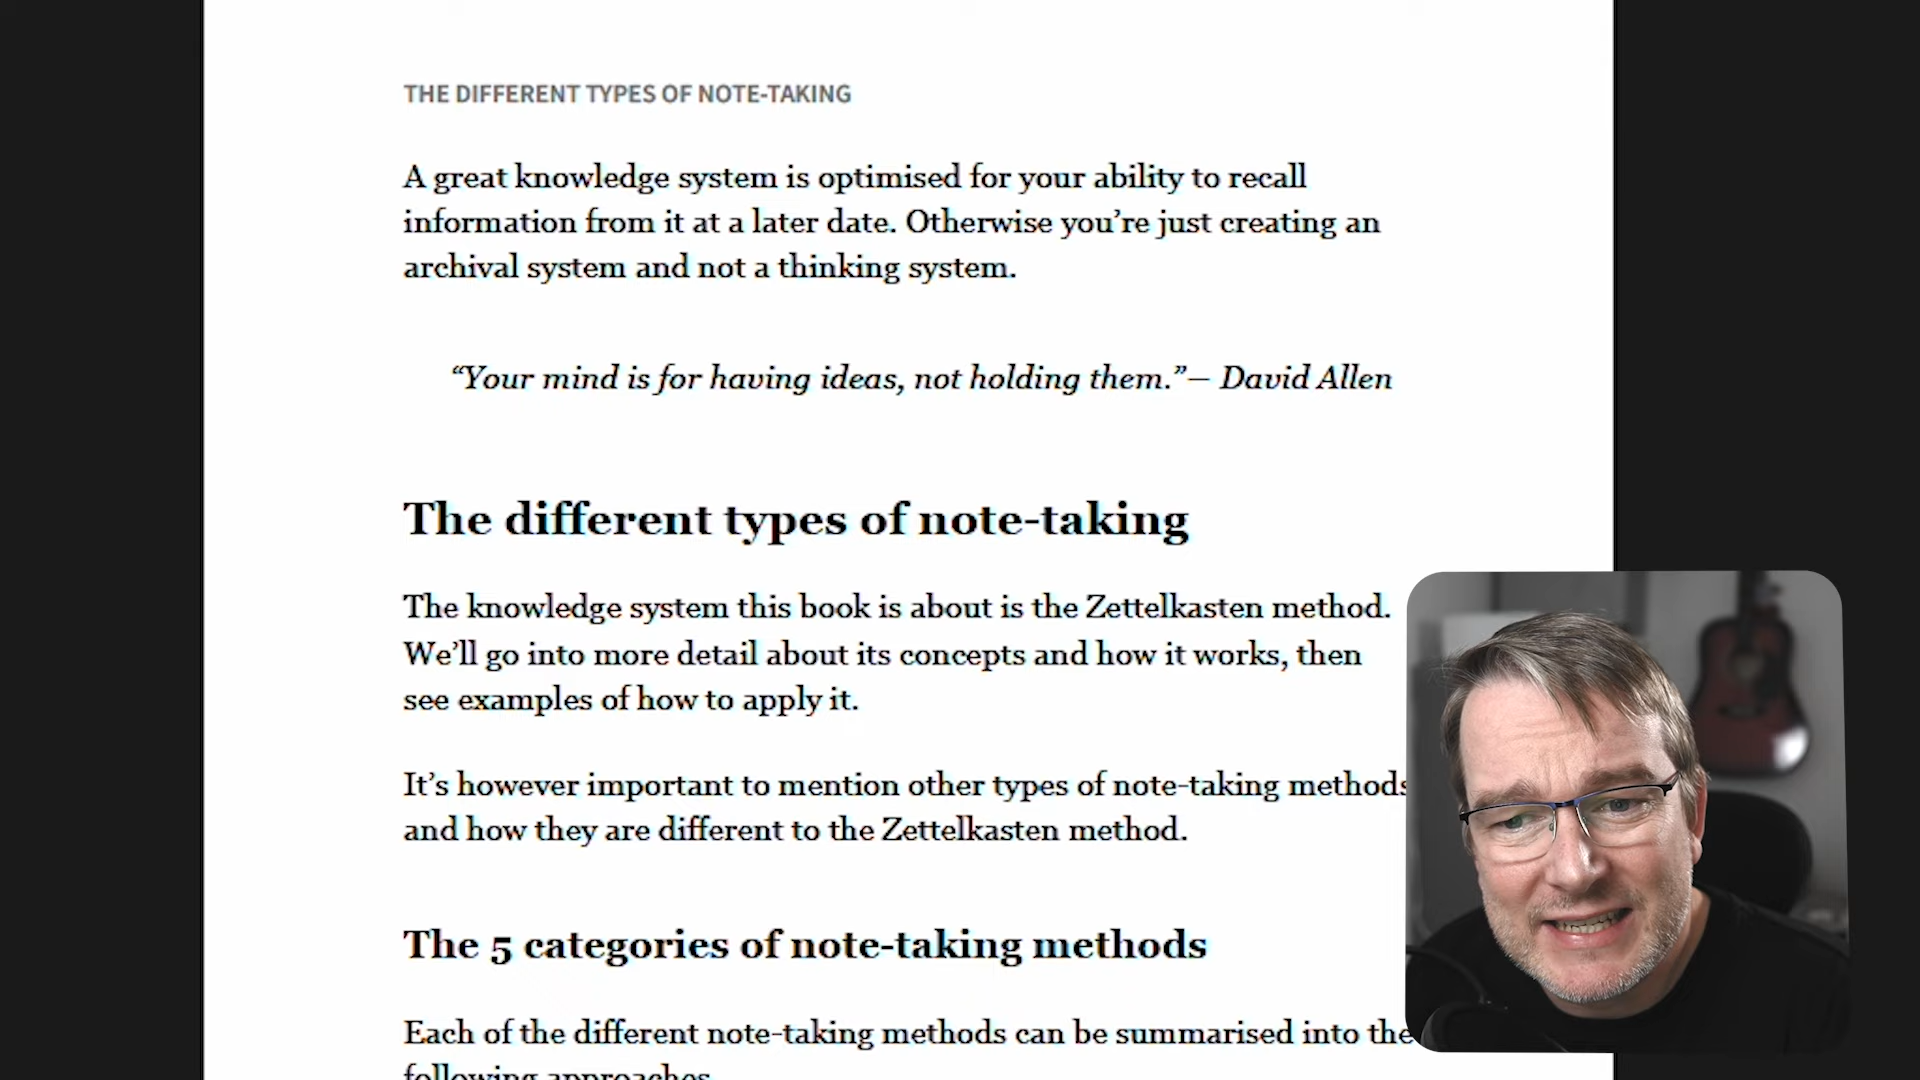 THE DIFFERENT TYPES OF NOTE-TAKING
A great knowledge system is optimised for your ability to recall
information from it at a later date. Otherwise you’re just creating an
archival system and not a thinking system.
“Your mind is for having ideas, not holding them.”— David Allen
The different types of note-taking
The knowledge system this book is about is the Zettelkasten method.
We’ll go into more detail about its concepts and how it works, then
see examples of how to apply it.
It’s however important to mention other types of note-taking methods
and how they are different to the Zettelkasten method.
The 5 categories of note-taking methods
Each of the different note-taking methods can be summarised into the
following approaches